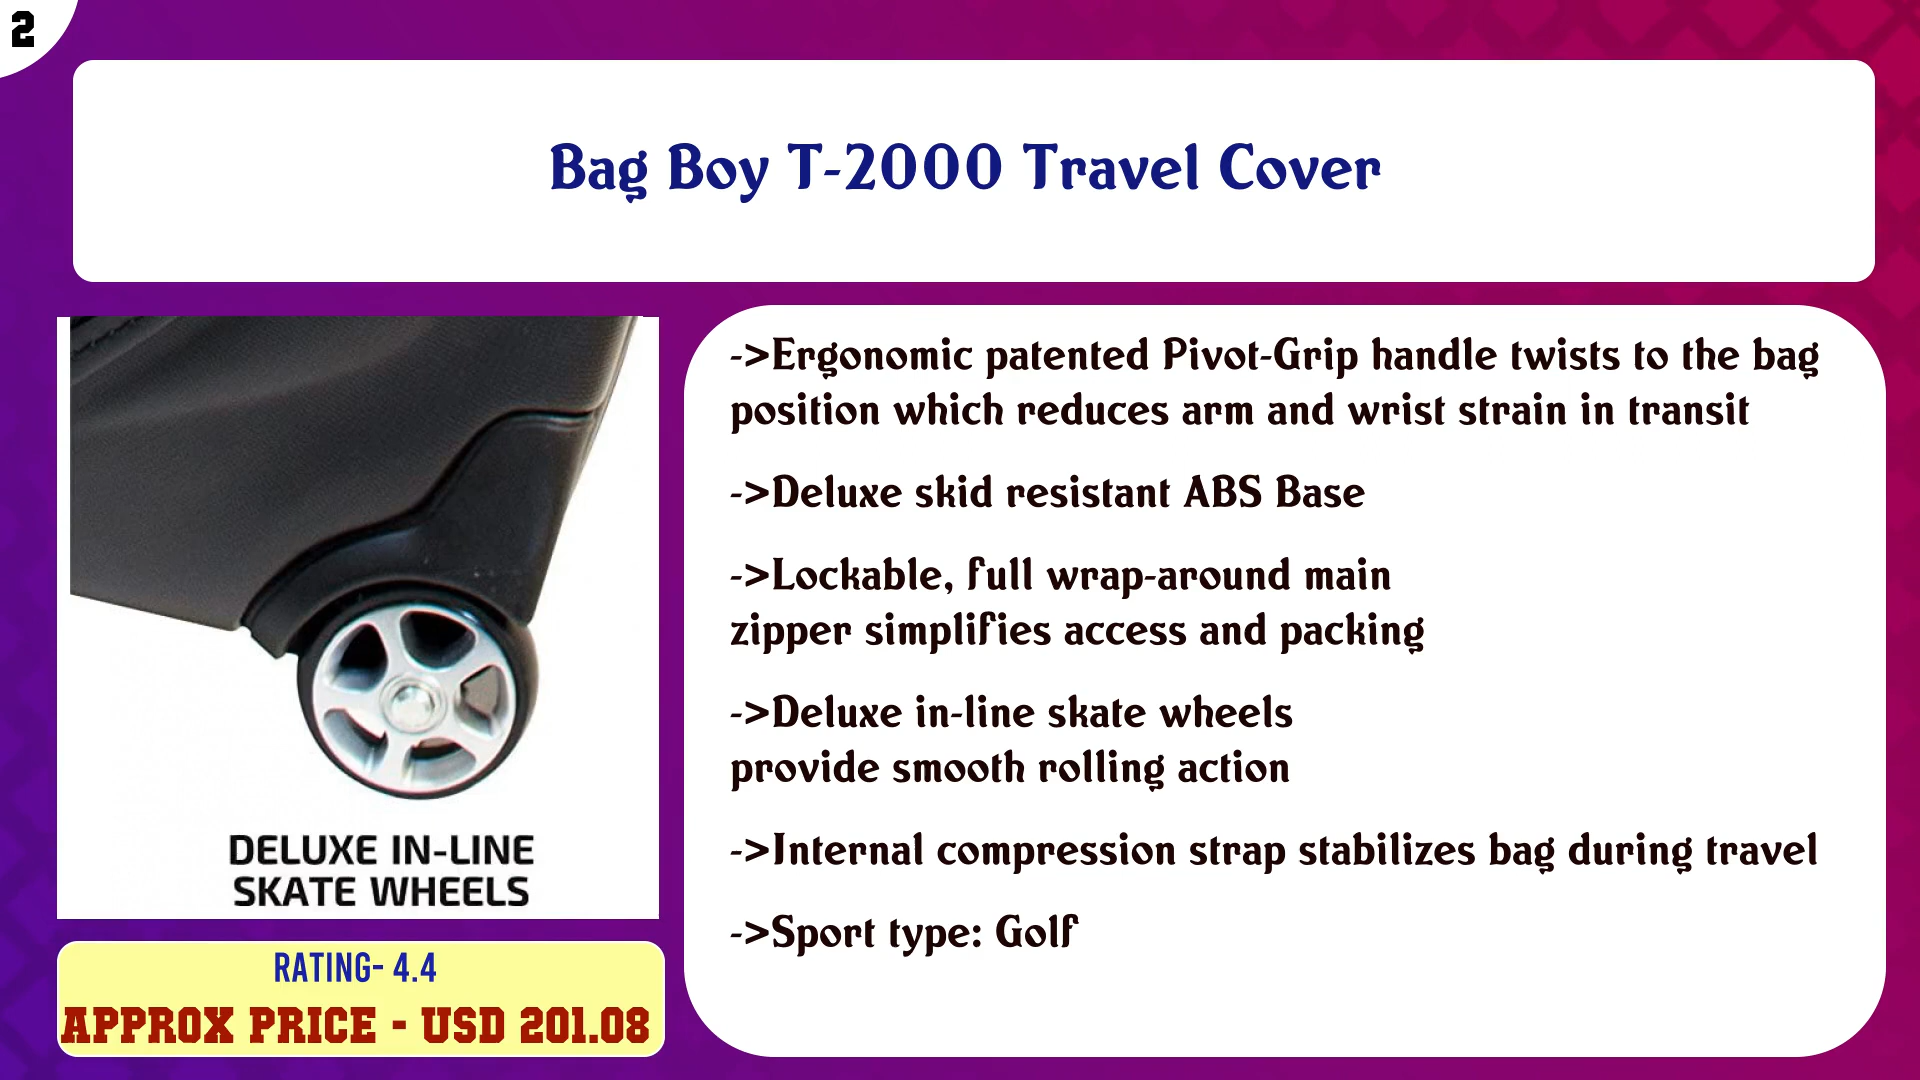 2
Bag Boy T-2000 Travel Cover
->Ergonomic patented Pivot-Grip handle twists to the bag
position which reduces arm and wrist strain in transit
->Deluxe skid resistant ABS Base
->Lockable, full wrap-around main
zipper simplifies access and packing
->Deluxe in-line skate wheels
provide smooth rolling action
->Internal compression strap stabilizes bag during travel
->Sport type: Golf
DELUXE IN-LINE
SKATE WHEELS
RATING- 4.4
APPROX PRICE - USD 201.08